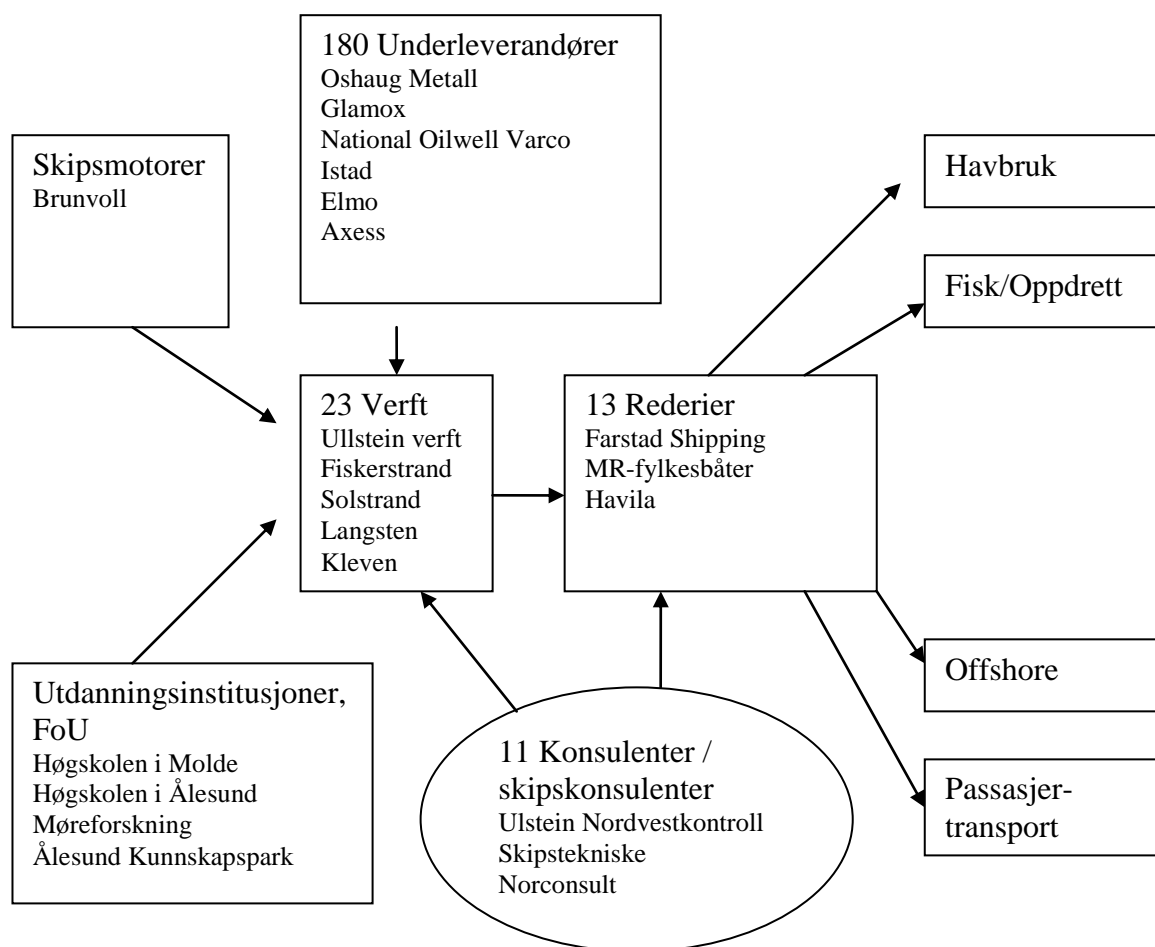 180 Underleverandører
Oshaug Metall
Glamox
National Oilwell Varco
Istad
Elmo
Axess
Skipsmotorer
Brunvoll
Havbruk
Fisk/Oppdrett
23 Verft
Ullstein verft
Fiskerstrand
Solstrand
Langsten
Kleven
13 Rederier
Farstad Shipping
MR-fylkesbåter
Havila
Utdanningsinstitusjoner,
FoU
Høgskolen i Molde
Høgskolen i Ålesund
Møreforskning
Ålesund Kunnskapspark
11 Konsulenter /
skipskonsulenter
Ulstein Nordvestkontroll
Skipstekniske
Norconsult
Offshore
Passasjer-
transport